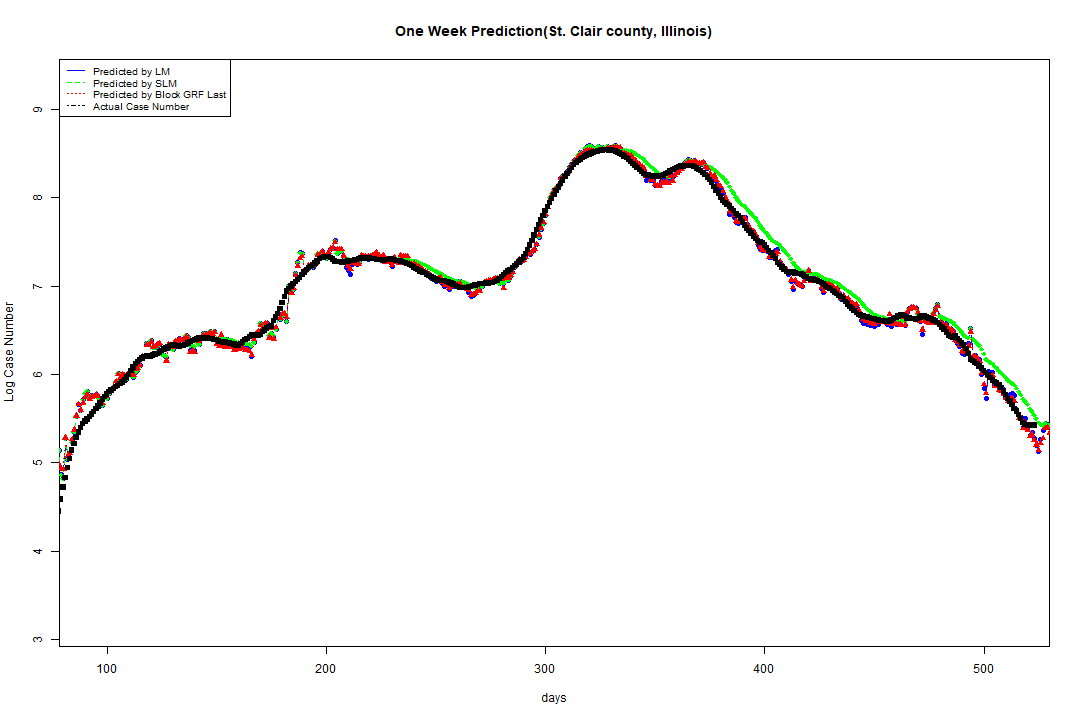 One Week Prediction(St. Clair county, Illinois)
Predicted by LM
Predicted by SLM
Predicted by Block GRF Last
Actual Case Number
Log Case Number
9
8
7
6
5
4
3
100 200 300 400 500
days